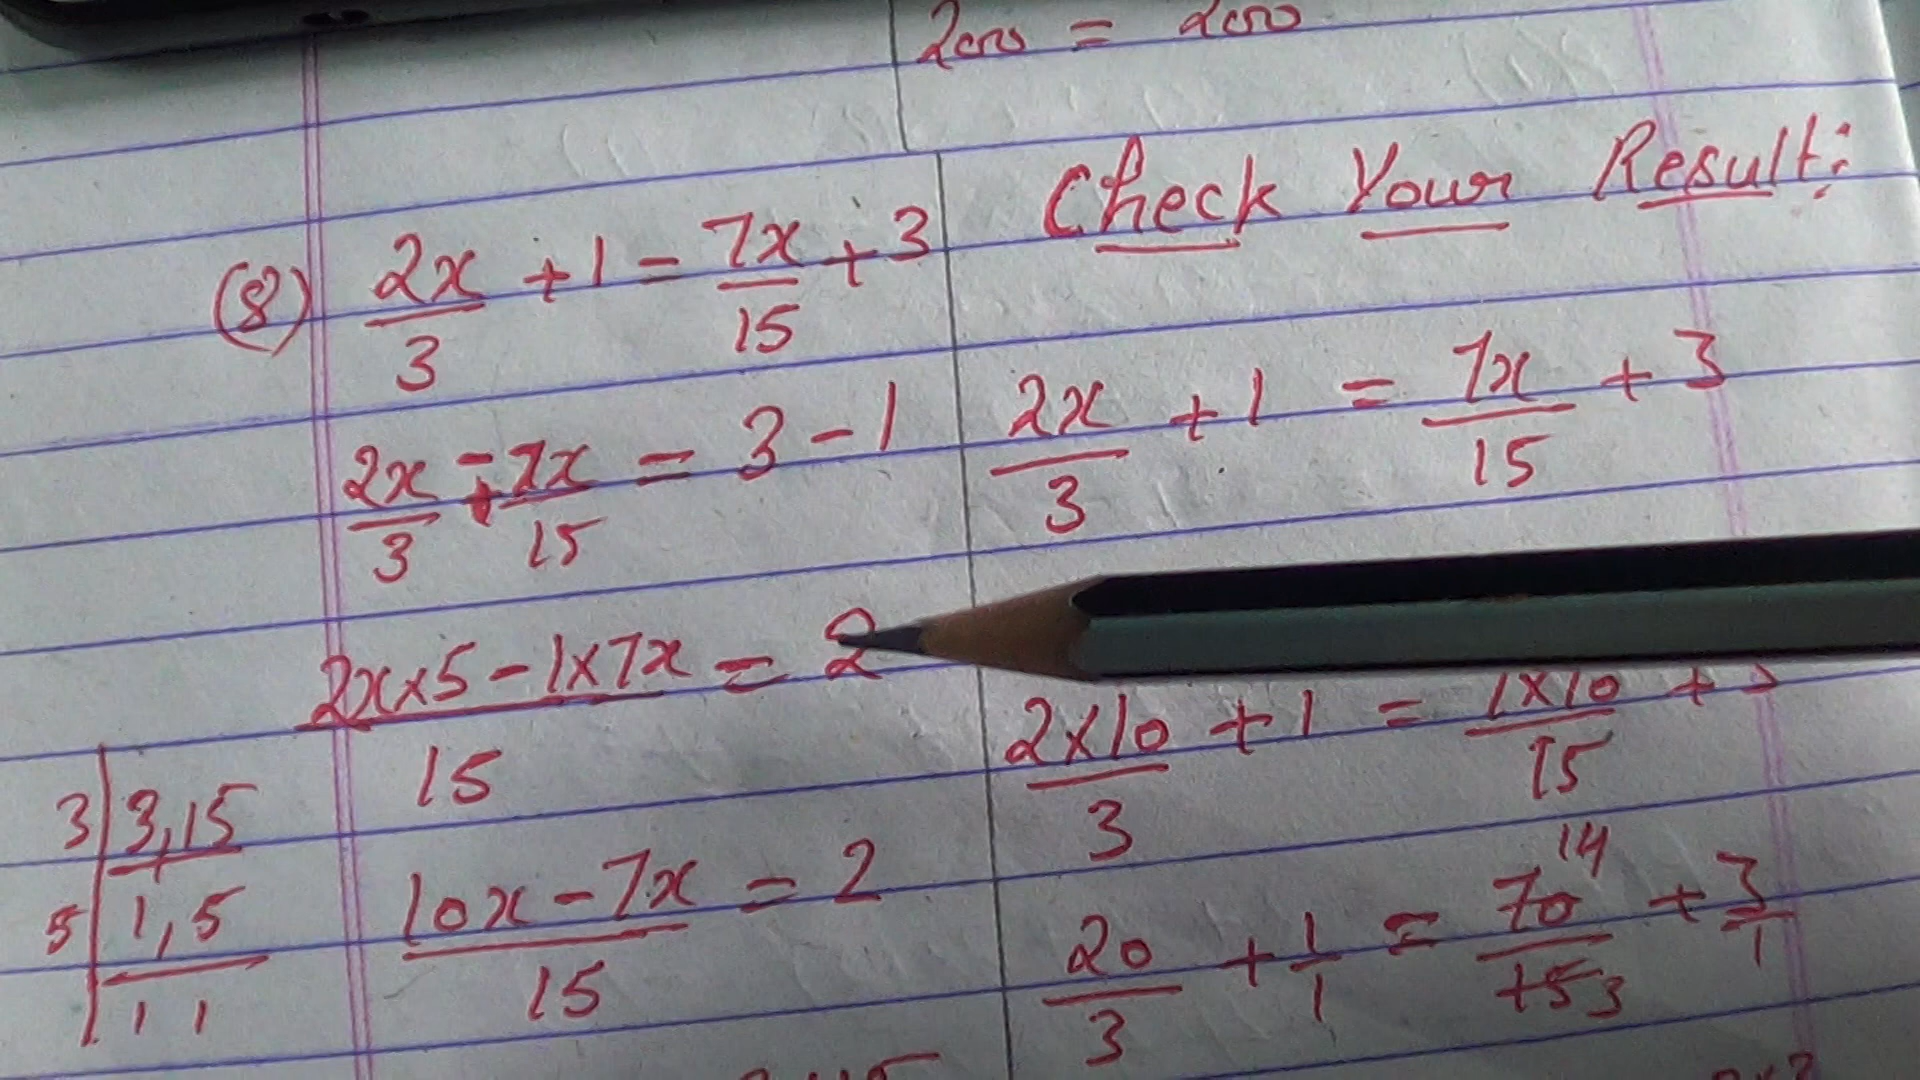 2cm = 2cm
Check Your Result:
(8) 2x/3 + 1 = 7x/15 + 3
2x/3 - 7x/15 = 3 - 1
2x×5 - 1×7x = 2
15
3 | 3, 15
5 | 1, 5
1 1
10x - 7x = 2
15
2x/3 + 1 = 7x/15 + 3
2×10/3 + 1 = 7×10/15 +
20/3 + 1/1 = 70 14/15 3 + 3/1